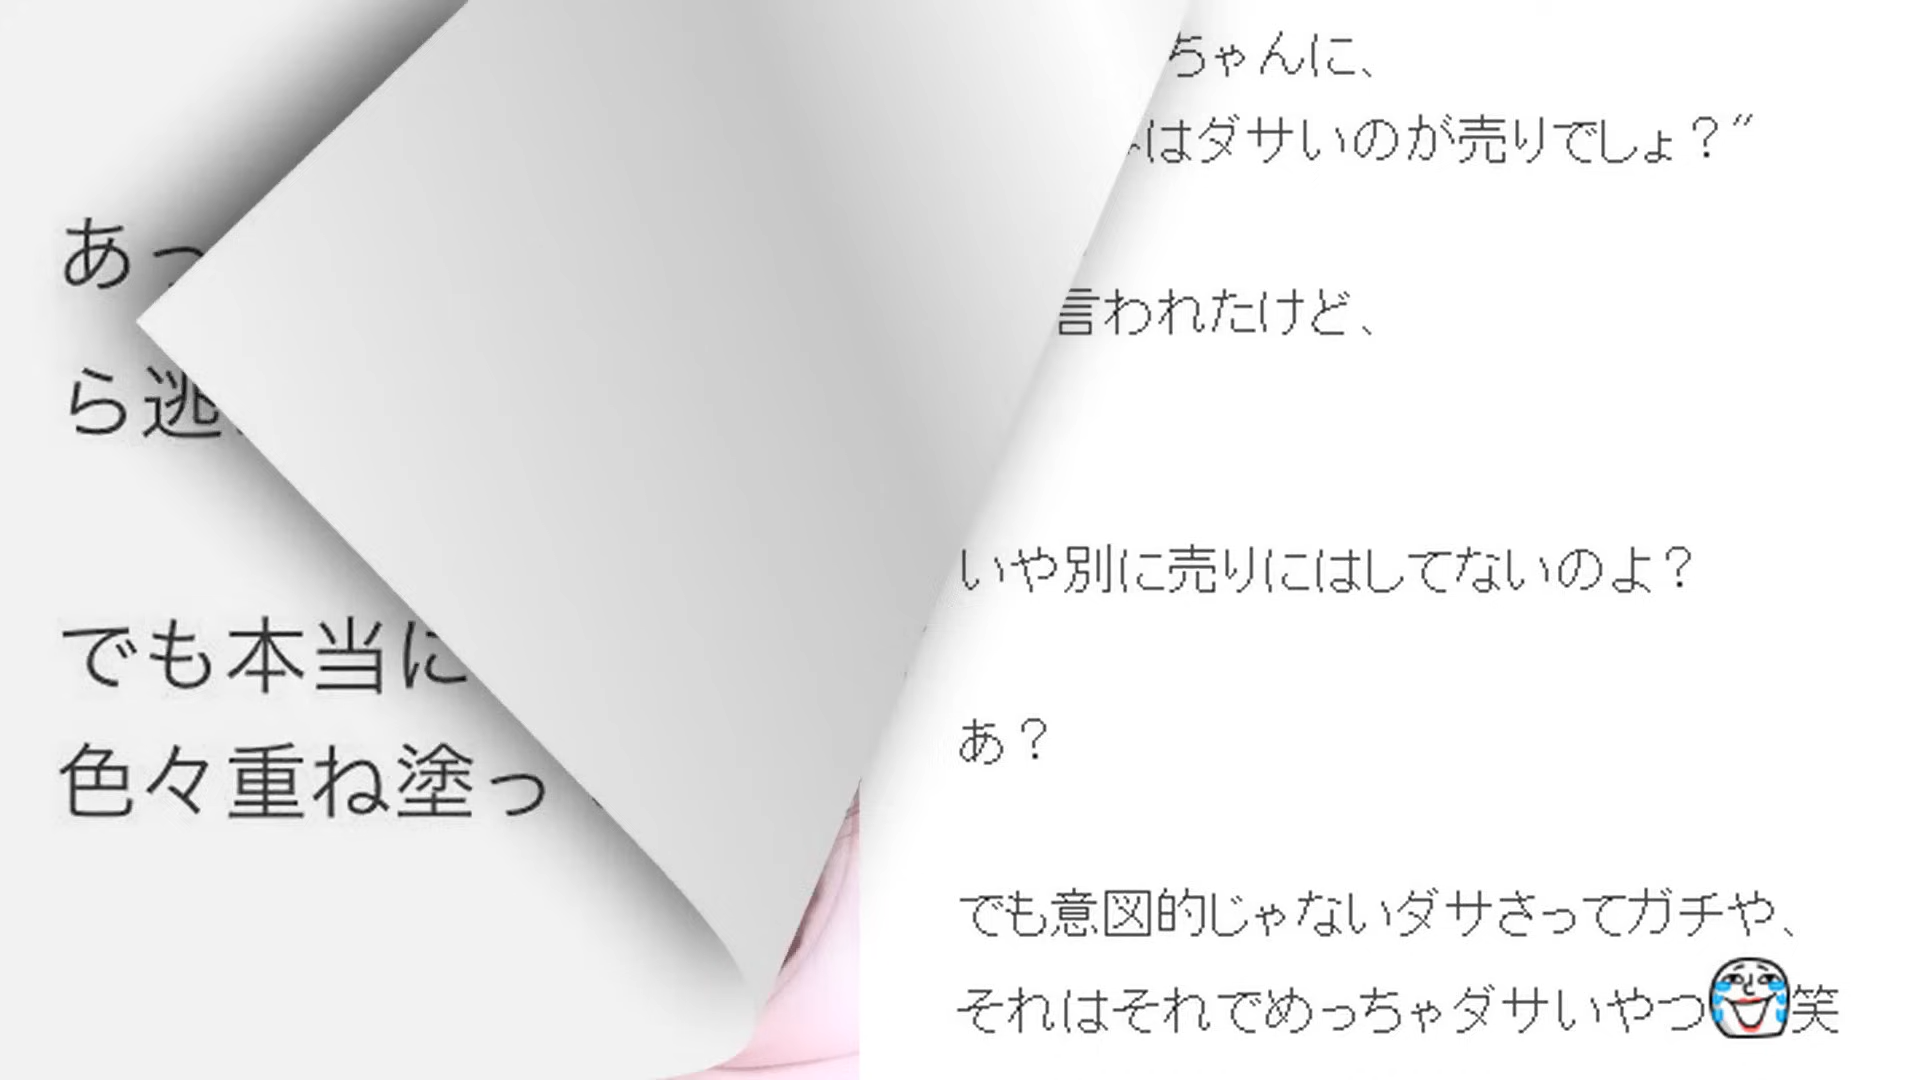 あっ
ら逃
でも本当に
色々重ね塗っ
ちゃんに、
はダサいのが売りでしょ？”
言われたけど、
いや別に売りにはしてないのよ？
あ？
でも意図的じゃないダサさってガチや、
それはそれでめっちゃダサいやつ笑